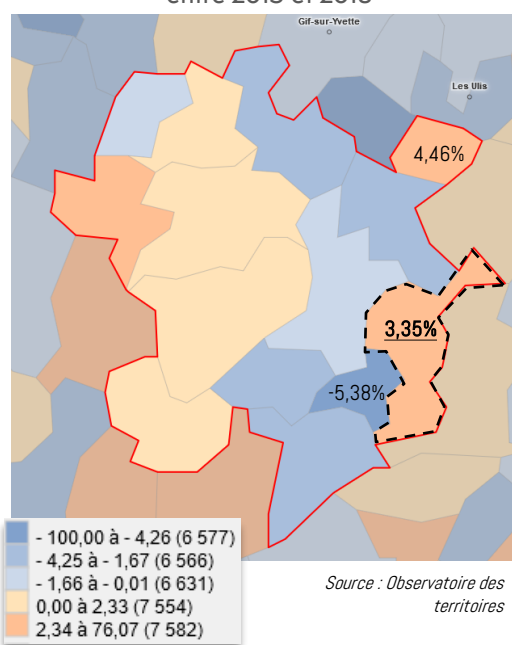 entre 2013 et 2018
Gif-sur-Yvette
Les Ulis
4,46%
3,35%
-5,38%
- 100,00 à - 4,26 (6 577)
- 4,25 à - 1,67 (6 566)
- 1,66 à - 0,01 (6 631)
0,00 à 2,33 (7 554)
2,34 à 76,07 (7 582)
Source : Observatoire des
territoires